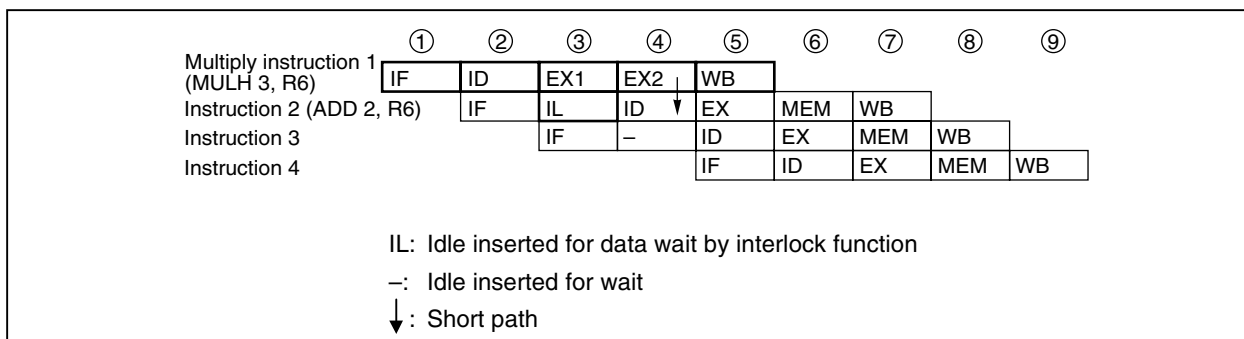 ① ② ③ ④ ⑤ ⑥ ⑦ ⑧ ⑨
Multiply instruction 1
(MULH 3, R6) IF ID EX1 EX2 WB
Instruction 2 (ADD 2, R6) IF IL ID EX MEM WB
Instruction 3 IF – ID EX MEM WB
Instruction 4 IF ID EX MEM WB
IL: Idle inserted for data wait by interlock function
–: Idle inserted for wait
↓: Short path